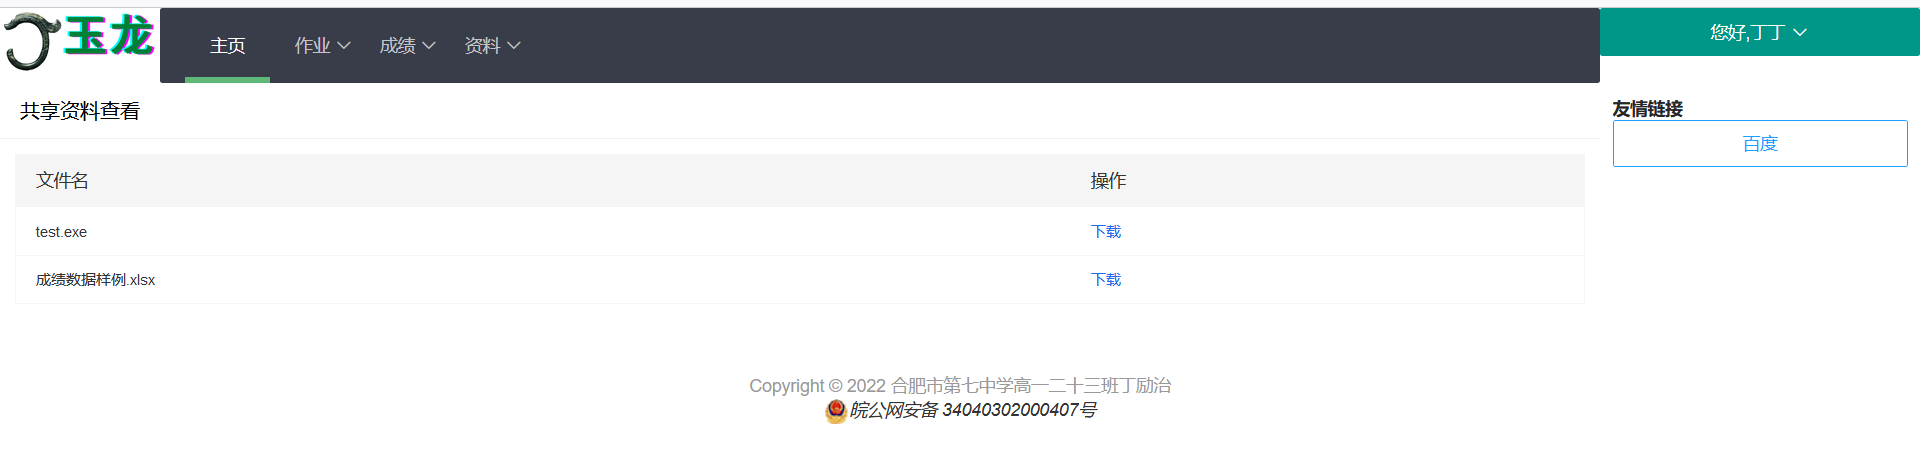 玉龙
主页 作业 成绩 资料
您好,丁丁
共享资料查看
友情链接
百度
文件名 操作
test.exe 下载
成绩数据样例.xlsx 下载
Copyright © 2022 合肥市第七中学高一二十三班丁励治
皖公网安备 34040302000407号